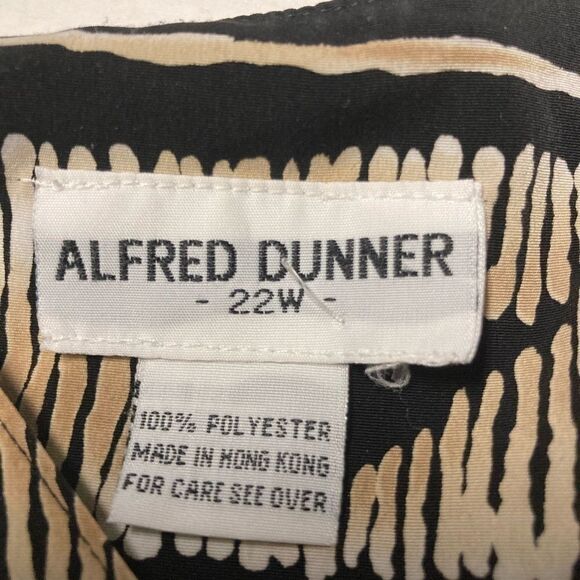 ALFRED DUNNER
- 22W -
100% POLYESTER
MADE IN HONG KONG
FOR CARE SEE OVER